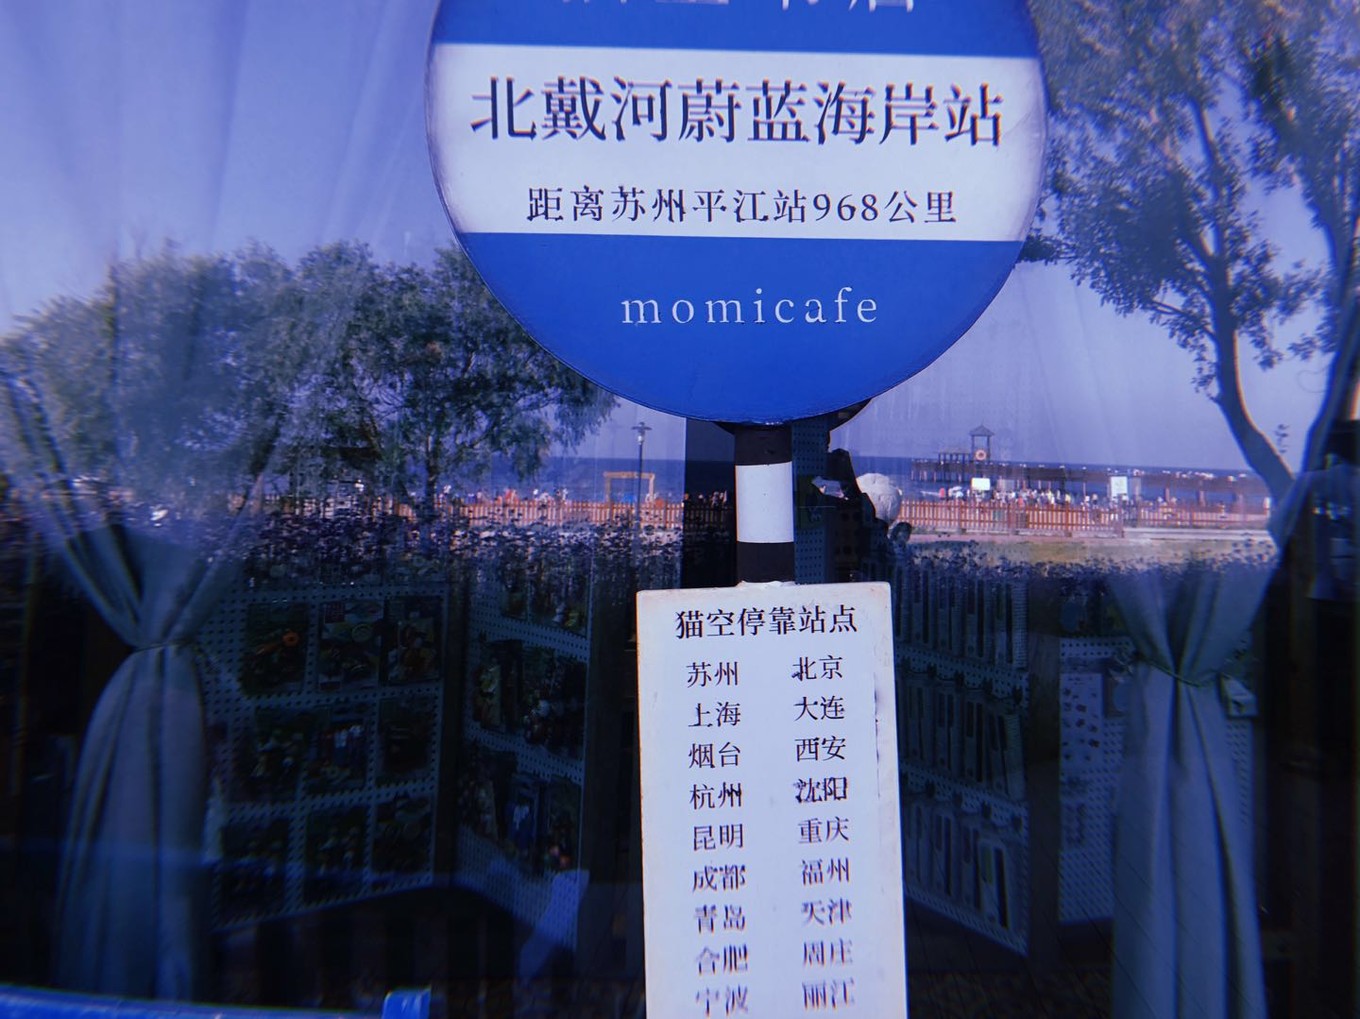 北戴河蔚蓝海岸站
距离苏州平江站968公里
momicafe
猫空停靠站点
苏州 北京
上海 大连
烟台 西安
杭州 沈阳
昆明 重庆
成都 福州
青岛 天津
合肥 周庄
宁波 丽江